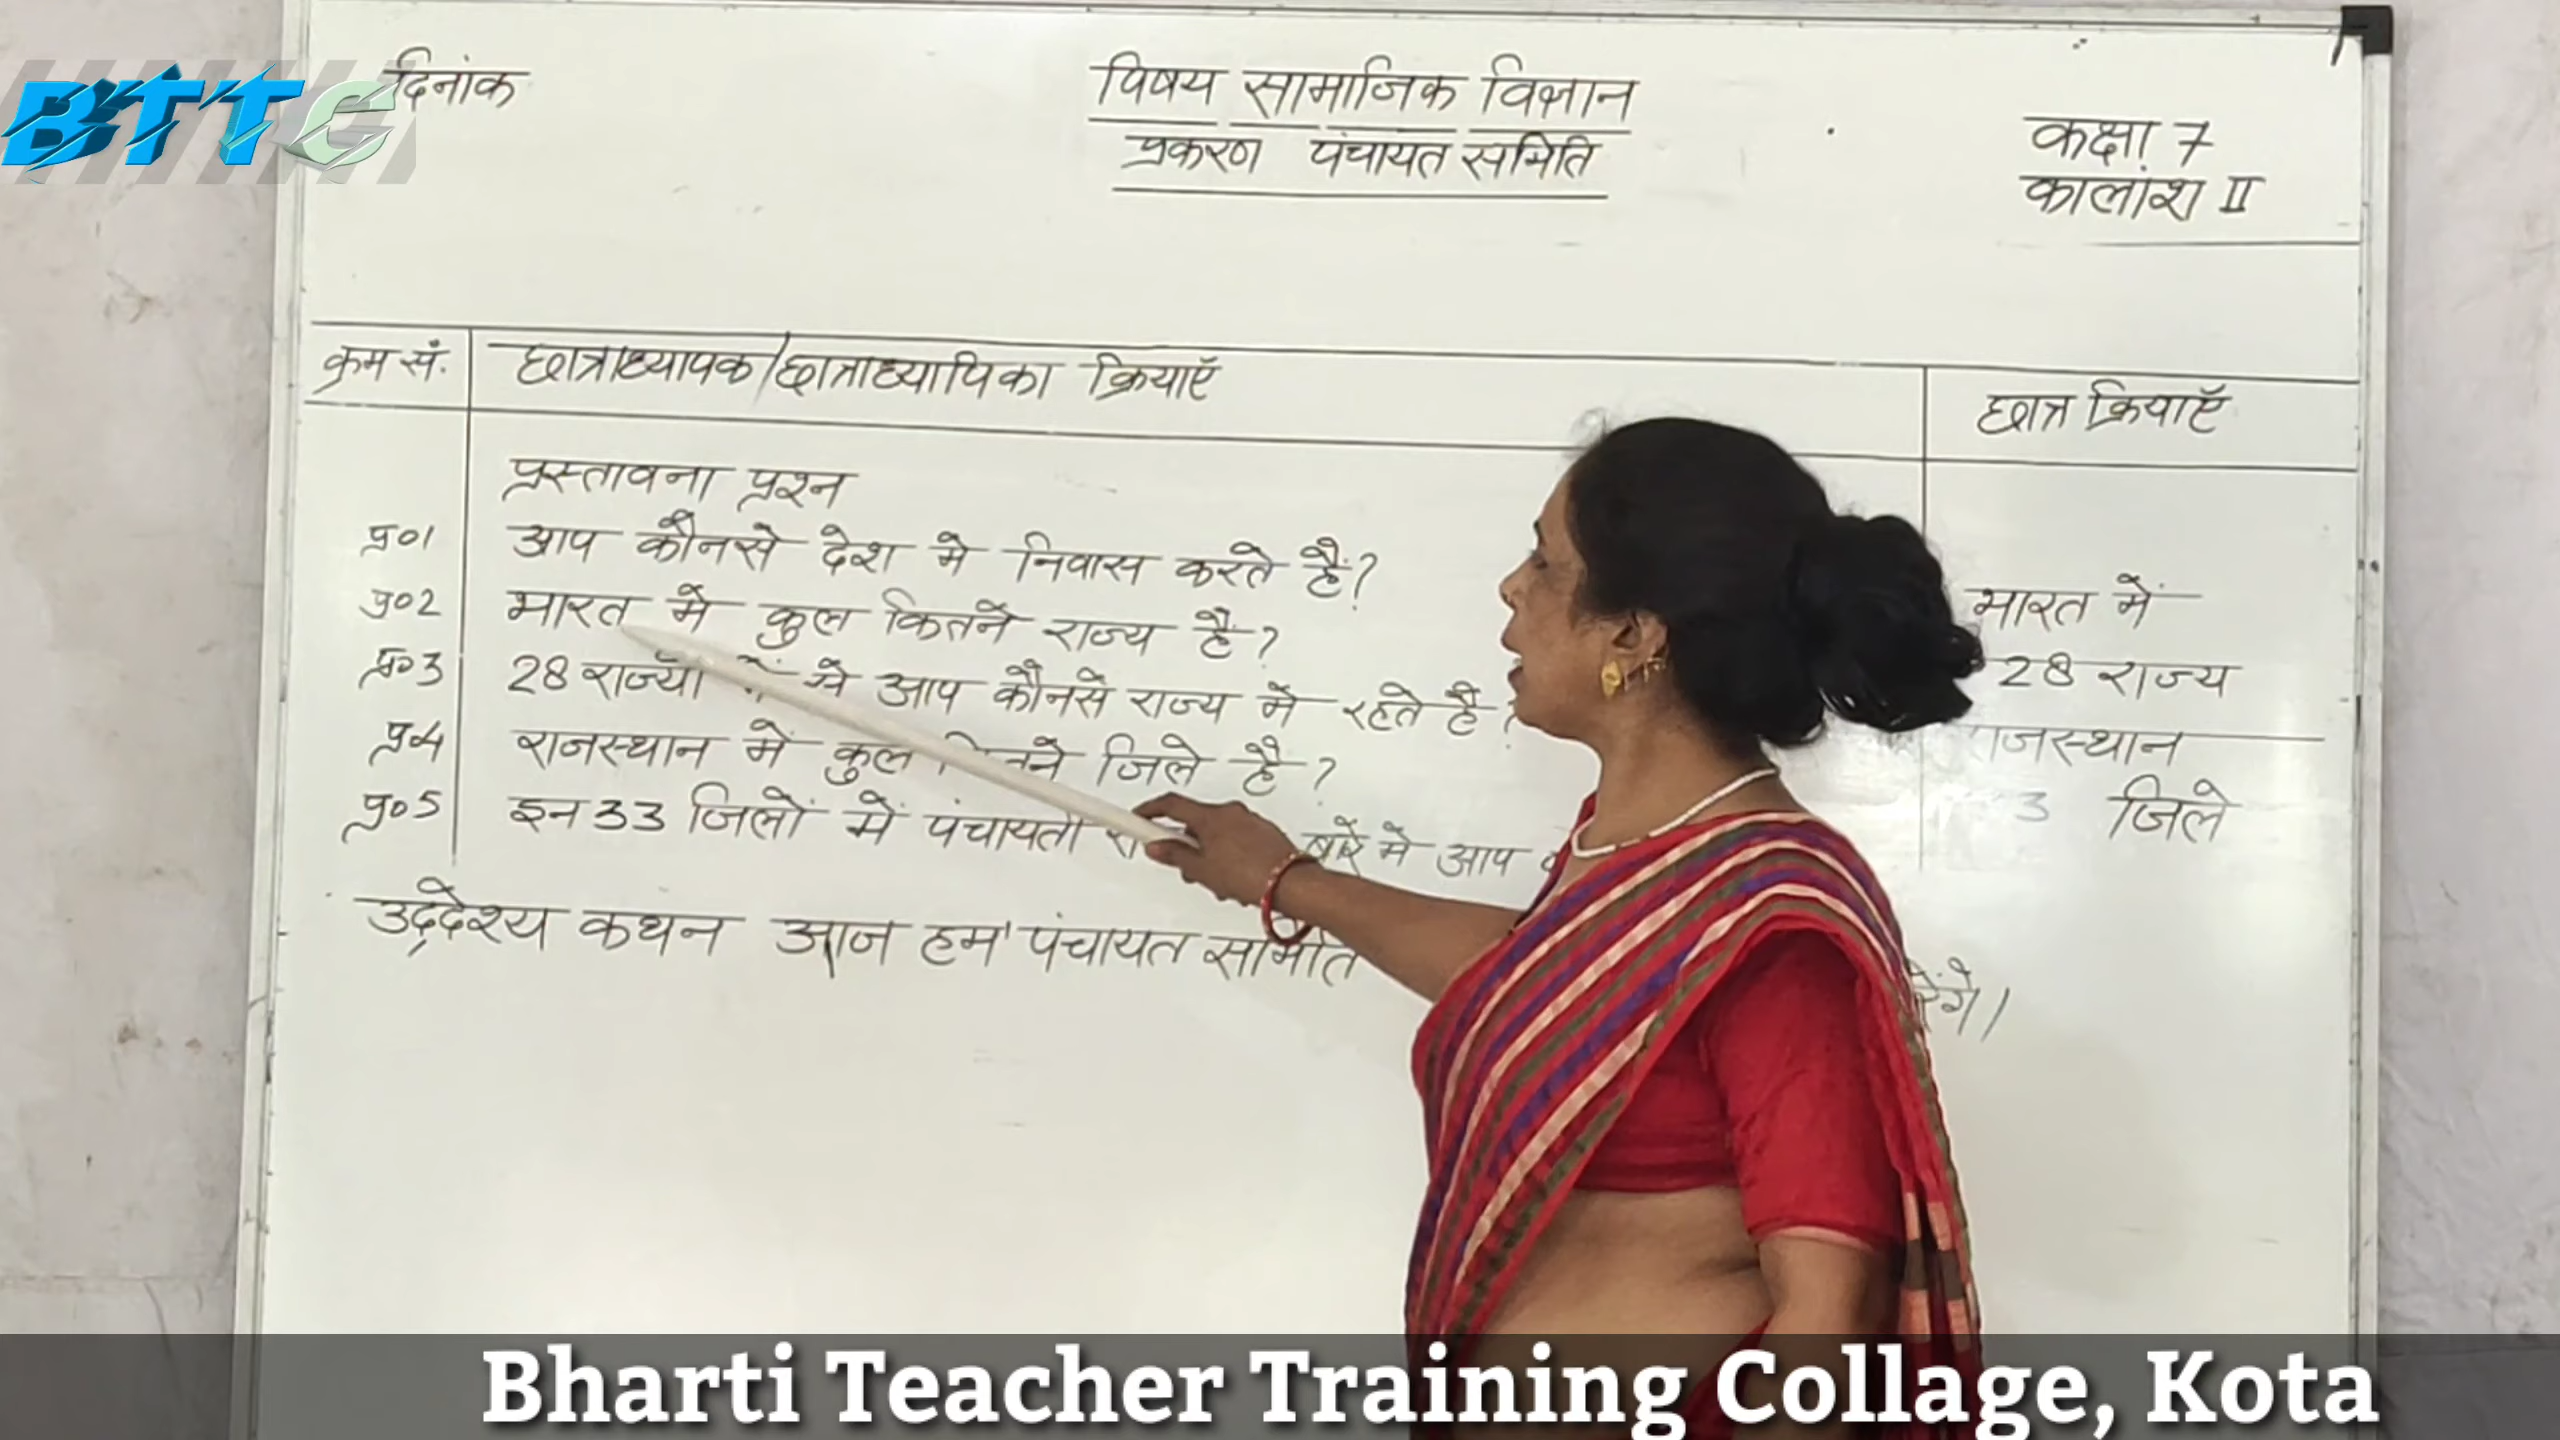 BTTC
दिनांक
विषय सामाजिक विज्ञान
प्रकरण पंचायत समिति
कक्षा 7
कालांश II
क्रम सं. छात्राध्यापक/छात्राध्यापिका क्रियाएँ छात्र क्रियाएँ
प्रस्तावना प्रश्न
प्र01 आप कौनसे देश मे निवास करते हैं? भारत में
प्र02 भारत मे कुल कितने राज्य है? 28 राज्य
प्र03 28 राज्यों मे आप कौनसे राज्य मे रहते है राजस्थान
प्र04 राजस्थान में कुल जिले है? जिले
प्र05 इन 33 जिलों में पंचायत बारे मे आप
उद्देश्य कथन आज हम पंचायत समिति
Bharti Teacher Training Collage, Kota